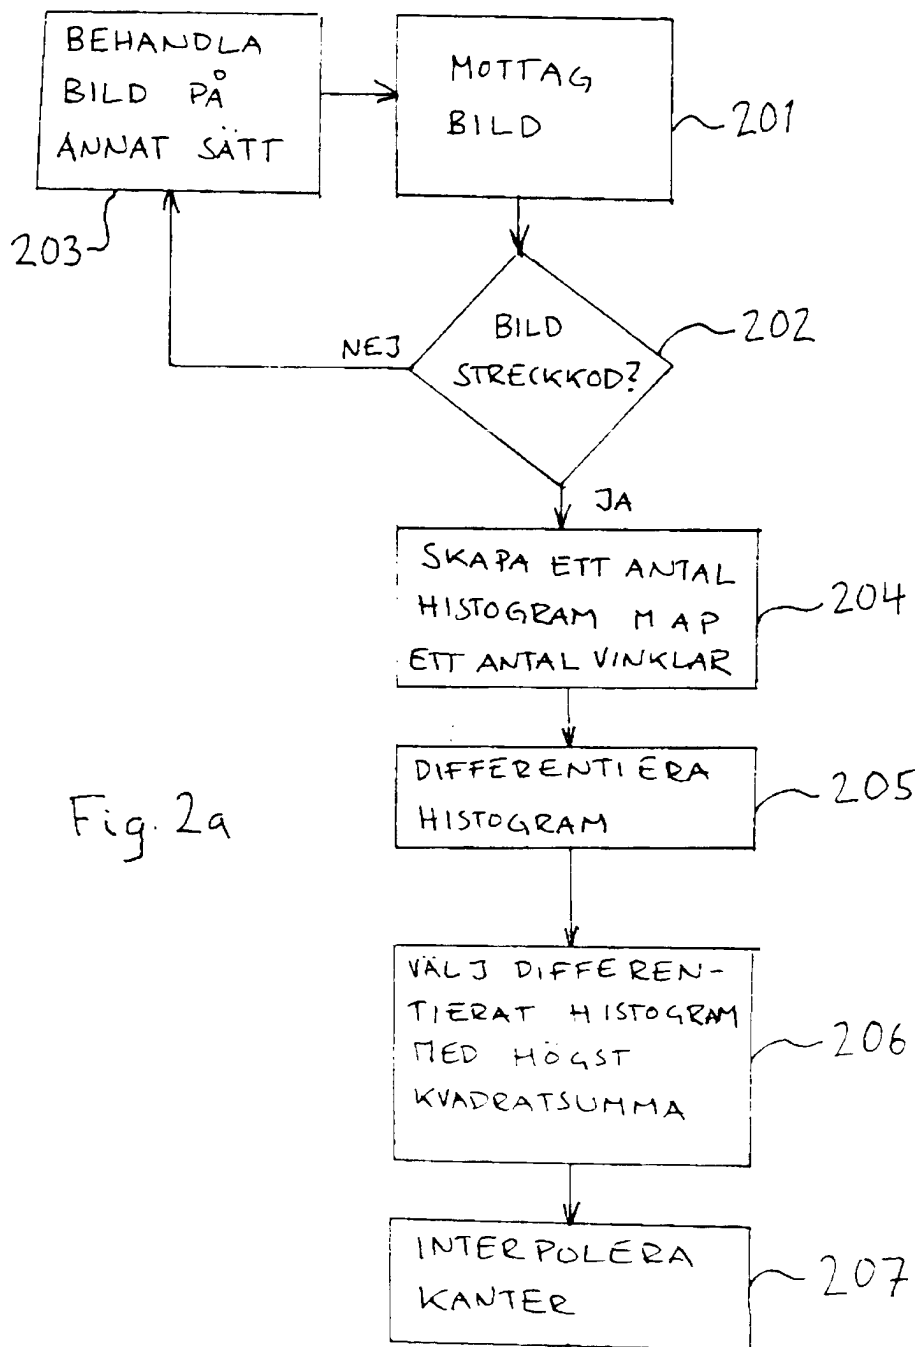 BEHANDLA
BILD PÅ
ANNAT SÄTT
203
MOTTAG
BILD
201
BILD
STRECKKOD?
202
NEJ
JA
SKAPA ETT ANTAL
HISTOGRAM MAP
ETT ANTAL VINKLAR
204
DIFFERENTIERA
HISTOGRAM
205
Fig. 2a
VÄLJ DIFFEREN-
TIERAT HISTOGRAM
MED HÖGST
KVADRATSUMMA
206
INTERPOLERA
KANTER
207